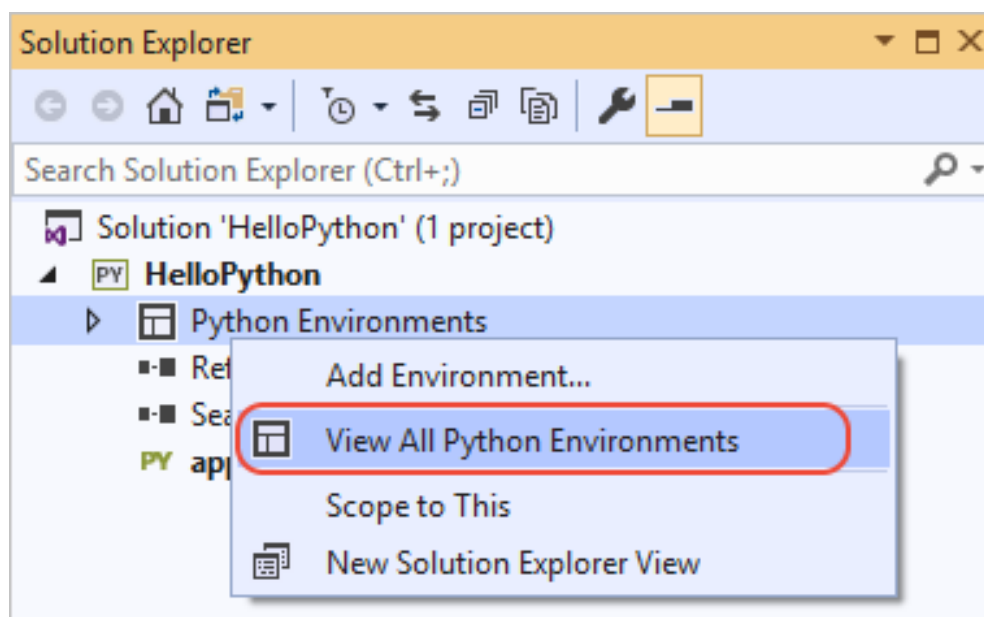 Solution Explorer
Search Solution Explorer (Ctrl+;)
Solution 'HelloPython' (1 project)
PY HelloPython
Python Environments
Add Environment...
View All Python Environments
PY
Scope to This
New Solution Explorer View